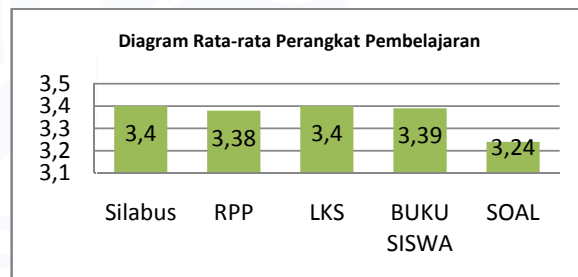 Diagram Rata-rata Perangkat Pembelajaran
3,5
3,4
3,3
3,2
3,1
3,4
3,38
3,4
3,39
3,24
Silabus
RPP
LKS
BUKU
SISWA
SOAL